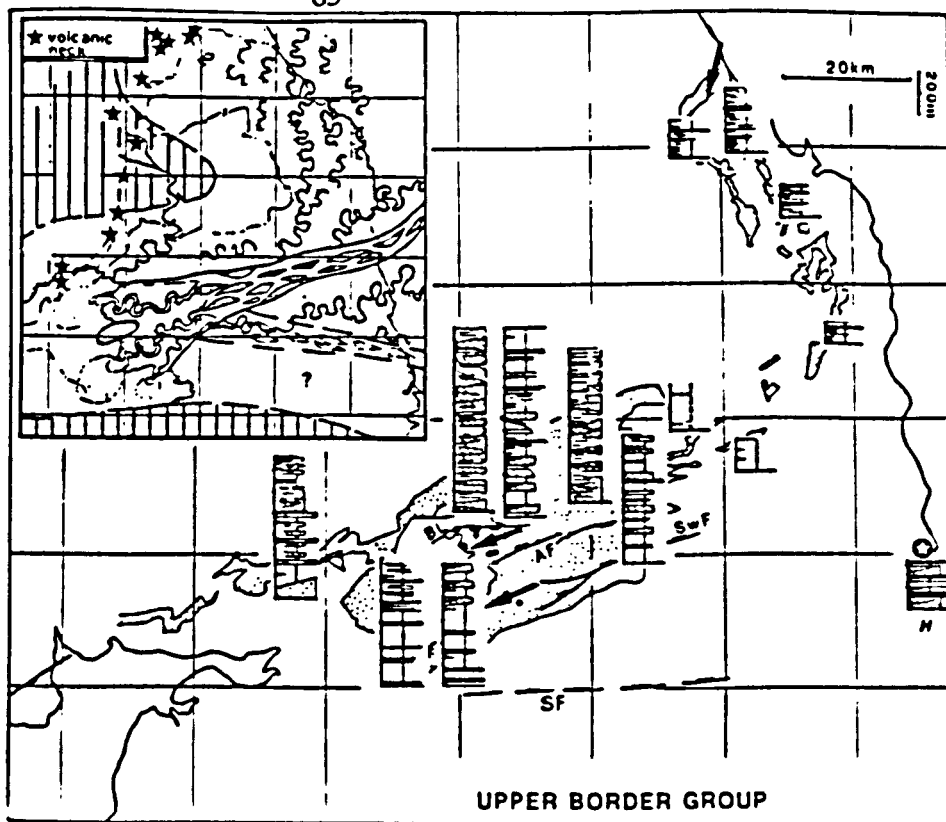 ★ volcanic
neck
20km
200m
C
?
BL
AF
SwF
H
F
SF
UPPER BORDER GROUP